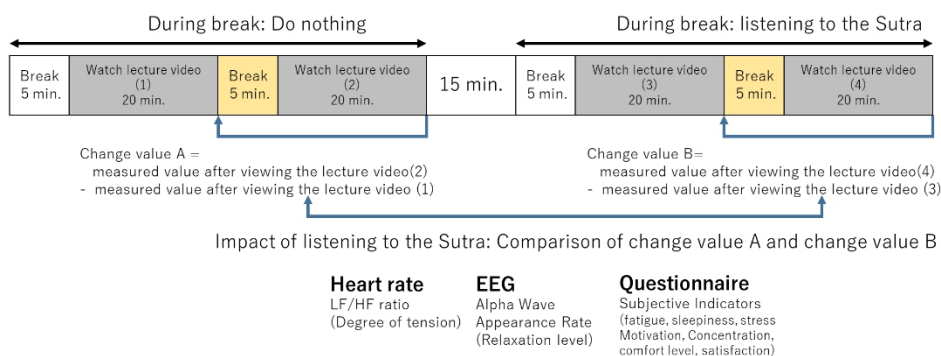 During break: Do nothing
During break: listening to the Sutra
Break
5 min.
Watch lecture video
(1)
20 min.
Break
5 min.
Watch lecture video
(2)
20 min.
15 min.
Break
5 min.
Watch lecture video
(3)
20 min.
Break
5 min.
Watch lecture video
(4)
20 min.
Change value A =
measured value after viewing the lecture video(2)
- measured value after viewing the lecture video (1)
Change value B=
measured value after viewing the lecture video(4)
- measured value after viewing the lecture video (3)
Impact of listening to the Sutra: Comparison of change value A and change value B
Heart rate
LF/HF ratio
(Degree of tension)
EEG
Alpha Wave
Appearance Rate
(Relaxation level)
Questionnaire
Subjective Indicators
(fatigue, sleepiness, stress
Motivation, Concentration,
comfort level, satisfaction)